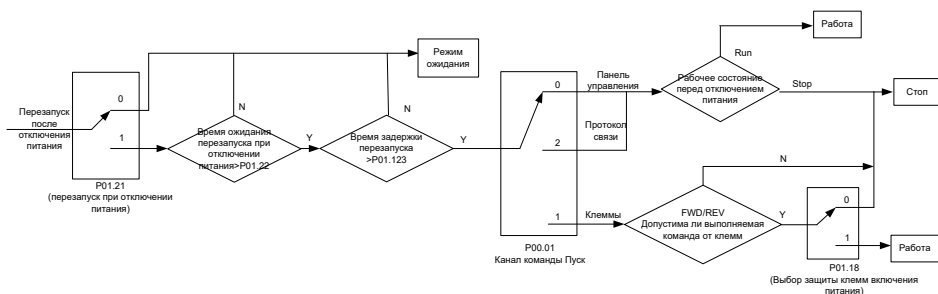 Перезапуск
после
отключения
питания
0
1
P01.21
(перезапуск при отключении
питания)
N
Время ожидания
перезапуска при
отключении
питания>P01.22
Y
N
Время задержки
перезапуска
>P01.123
Y
Режим
ожидания
0
2
1
P00.01
Канал команды Пуск
Панель
управления
Протокол
связи
Клеммы
Рабочее состояние
перед отключением
питания
Run
Работа
Stop
Стоп
N
FWD/REV
Допустима ли выполняемая
команда от клемм
Y
0
1
P01.18
(Выбор защиты клемм включения
питания)
Работа